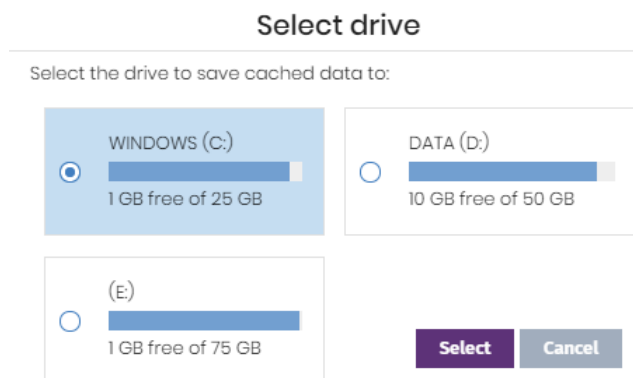 Select drive
Select the drive to save cached data to:
WINDOWS (C:)
1 GB free of 25 GB
DATA (D:)
10 GB free of 50 GB
(E:)
1 GB free of 75 GB
Select
Cancel